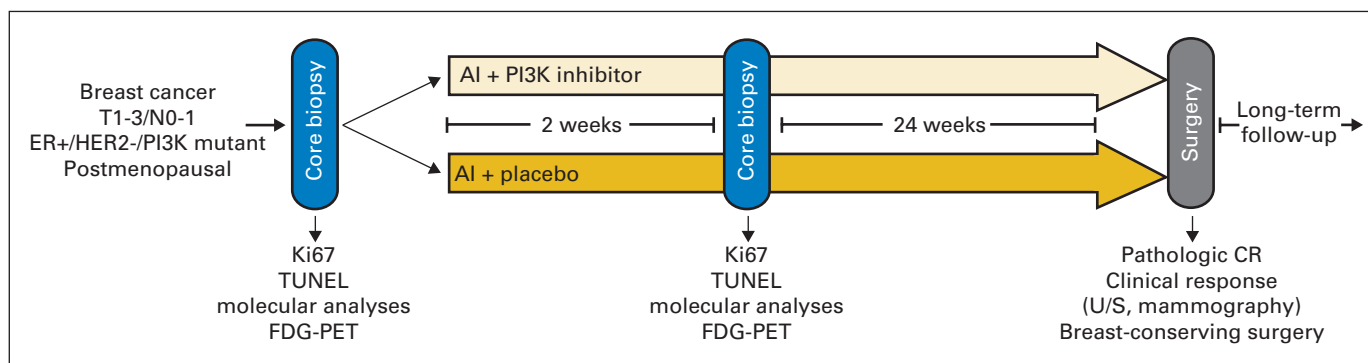 Breast cancer
T1-3/N0-1
ER+/HER2-/PI3K mutant
Postmenopausal
Core biopsy
AI + PI3K inhibitor
2 weeks
AI + placebo
Core biopsy
24 weeks
Surgery
Long-term
follow-up
Ki67
TUNEL
molecular analyses
FDG-PET
Ki67
TUNEL
molecular analyses
FDG-PET
Pathologic CR
Clinical response
(U/S, mammography)
Breast-conserving surgery